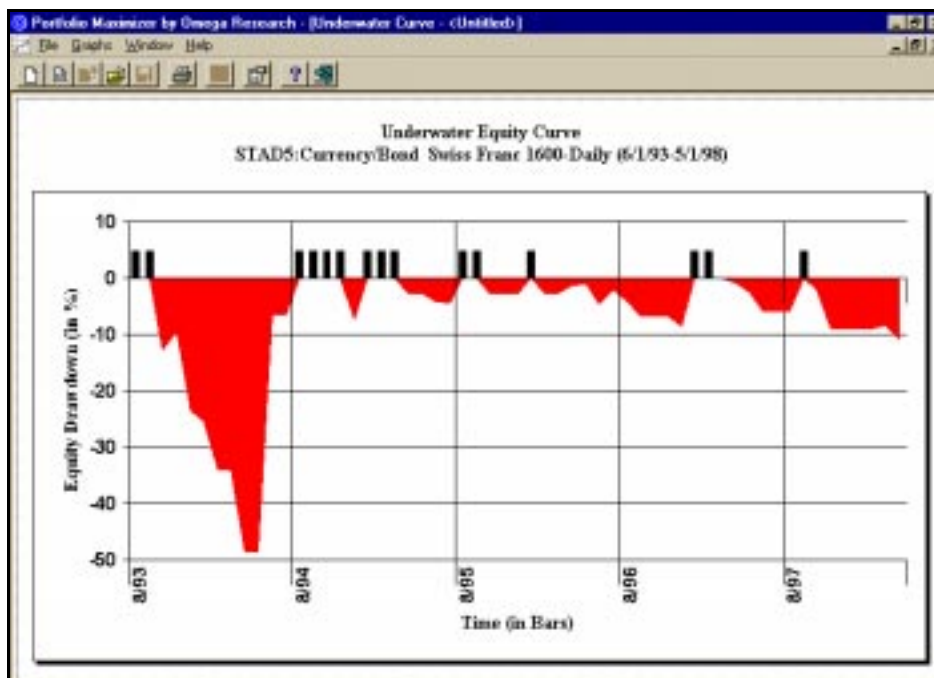 Portfolio Maximizer by Omega Research - [Underwater Curve - <Untitled>]
File Graphs Window Help
Underwater Equity Curve
STAD5:Currency/Bond Swiss Franc 1600-Daily (6/1/93-5/1/98)
10
0
-10
-20
-30
-40
-50
Equity Drawdown (in %)
8/93 8/94 8/95 8/96 8/97
Time (in Bars)